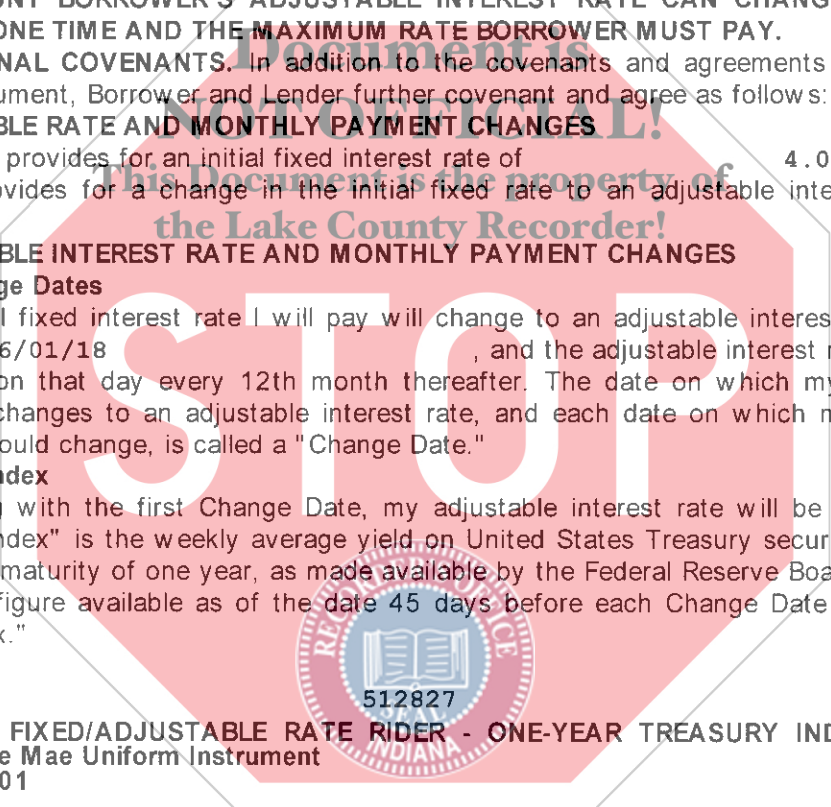 BORROWER'S ADJUSTABLE INTEREST RATE CAN CHANG
ONE TIME AND THE MAXIMUM RATE BORROWER MUST PAY.
Document is
NAL COVENANTS. In addition to the covenants and agreements
ument, Borrower and Lender further covenant and agree as follows:
NOT OFFICIAL!
BLE RATE AND MONTHLY PAYMENT CHANGES
provides for an initial fixed interest rate of 4.0
This Document is the property of
vides for a change in the initial fixed rate to an adjustable inte
the Lake County Recorder!
BLE INTEREST RATE AND MONTHLY PAYMENT CHANGES
ge Dates
l fixed interest rate I will pay will change to an adjustable interes
6/01/18 , and the adjustable interest r
on that day every 12th month thereafter. The date on which my
changes to an adjustable interest rate, and each date on which m
ould change, is called a "Change Date."
STOP
ndex
with the first Change Date, my adjustable interest rate will be
ndex" is the weekly average yield on United States Treasury secur
maturity of one year, as made available by the Federal Reserve Boa
figure available as of the date 45 days before each Change Date
x."
RECORDER'S OFFICE
512827
SEAL
INDIANA
FIXED/ADJUSTABLE RATE RIDER - ONE-YEAR TREASURY IND
e Mae Uniform Instrument
01